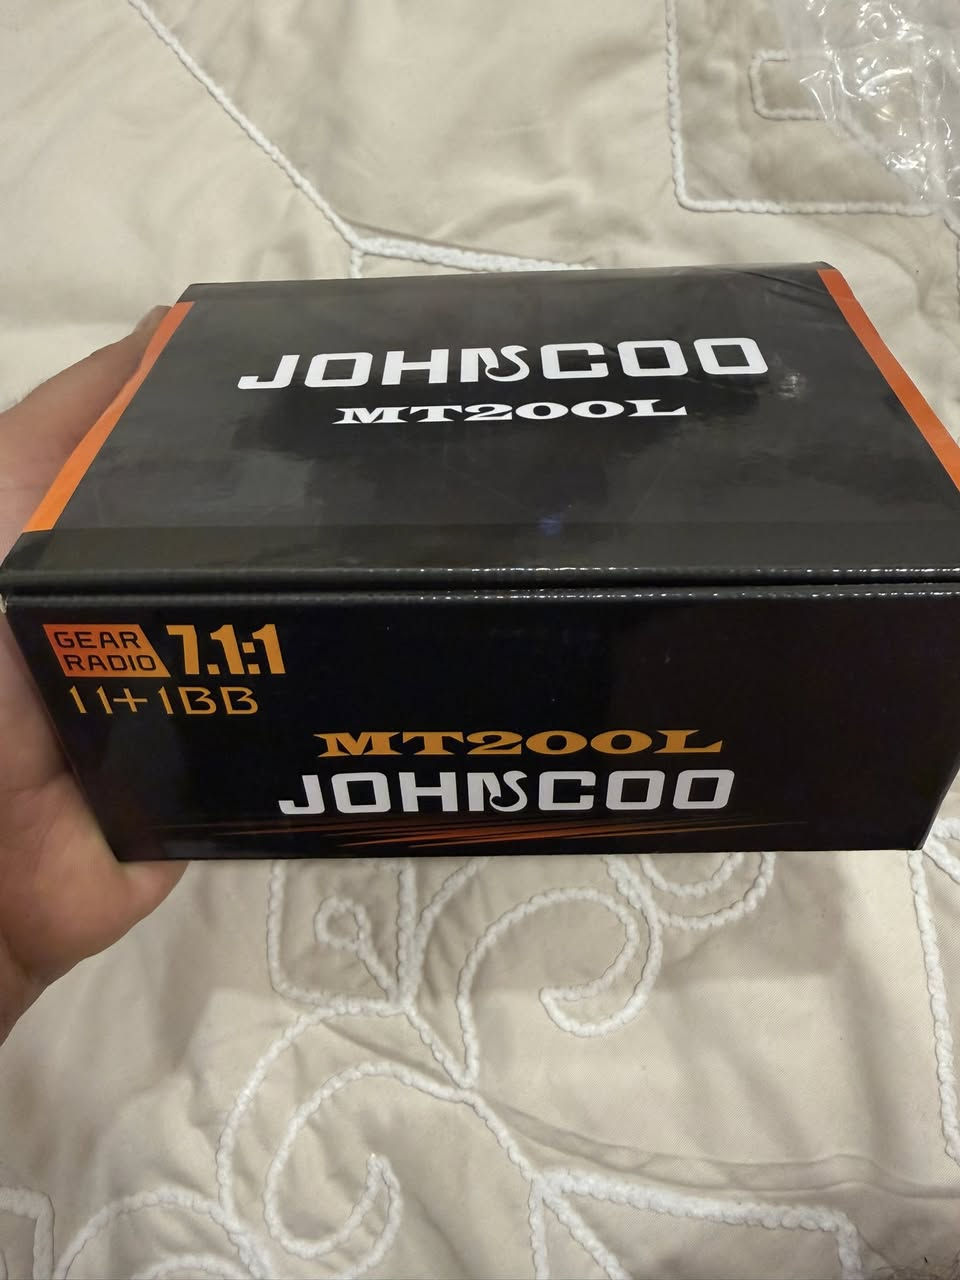 JOHNCOO
MT200L
GEAR
RADIO
7.1:1
11+1BB
MT200L
JOHNCOO